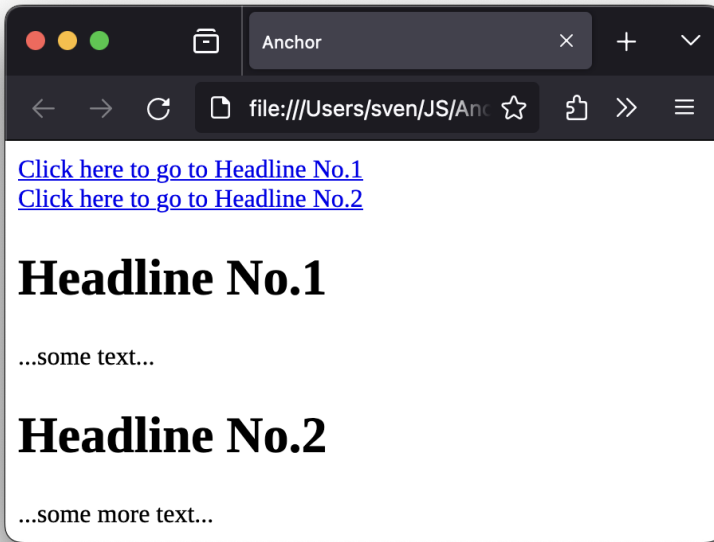 Anchor
file:///Users/sven/JS/Anc
Click here to go to Headline No.1
Click here to go to Headline No.2
Headline No.1
...some text...
Headline No.2
...some more text...